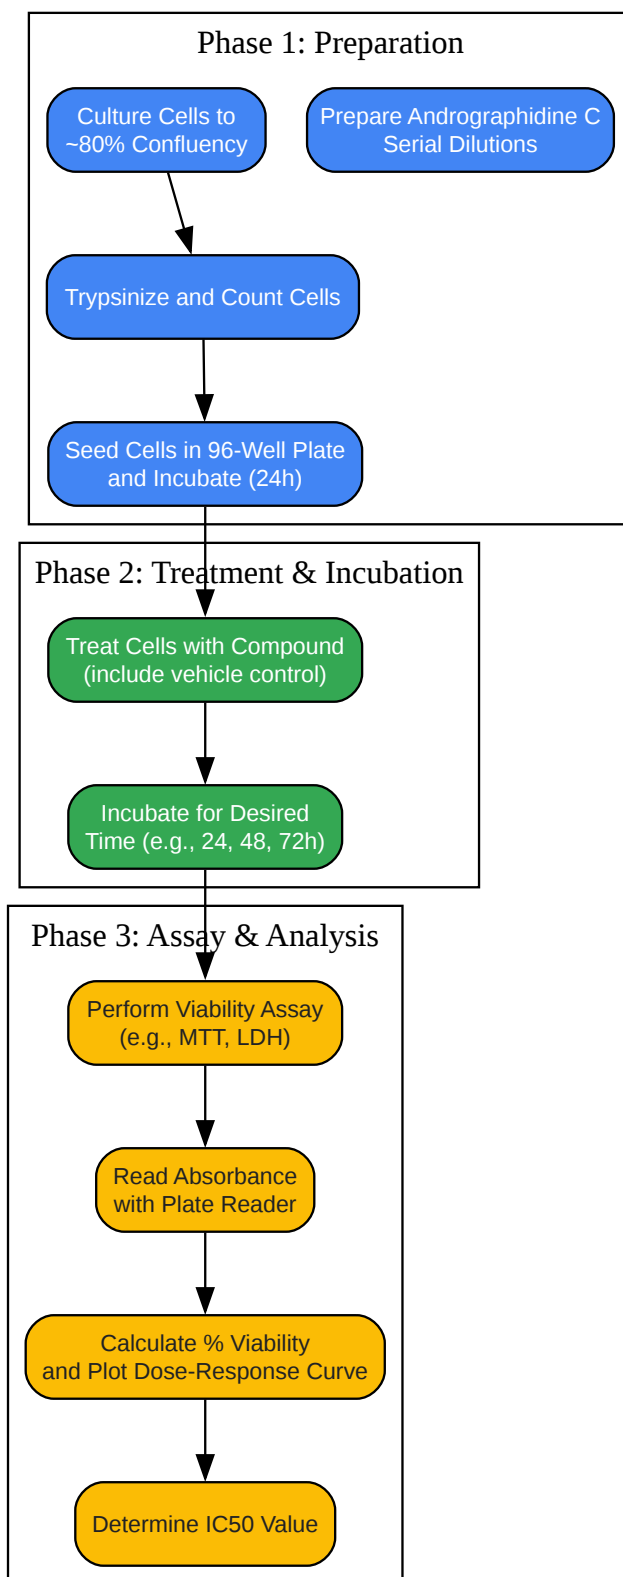 Phase 1: Preparation
Culture Cells to
~80% Confluency
Prepare Andrographidine C
Serial Dilutions
Trypsinize and Count Cells
Seed Cells in 96-Well Plate
and Incubate (24h)
Phase 2: Treatment & Incubation
Treat Cells with Compound
(include vehicle control)
Incubate for Desired
Time (e.g., 24, 48, 72h)
Phase 3: Assay & Analysis
Perform Viability Assay
(e.g., MTT, LDH)
Read Absorbance
with Plate Reader
Calculate % Viability
and Plot Dose-Response Curve
Determine IC50 Value